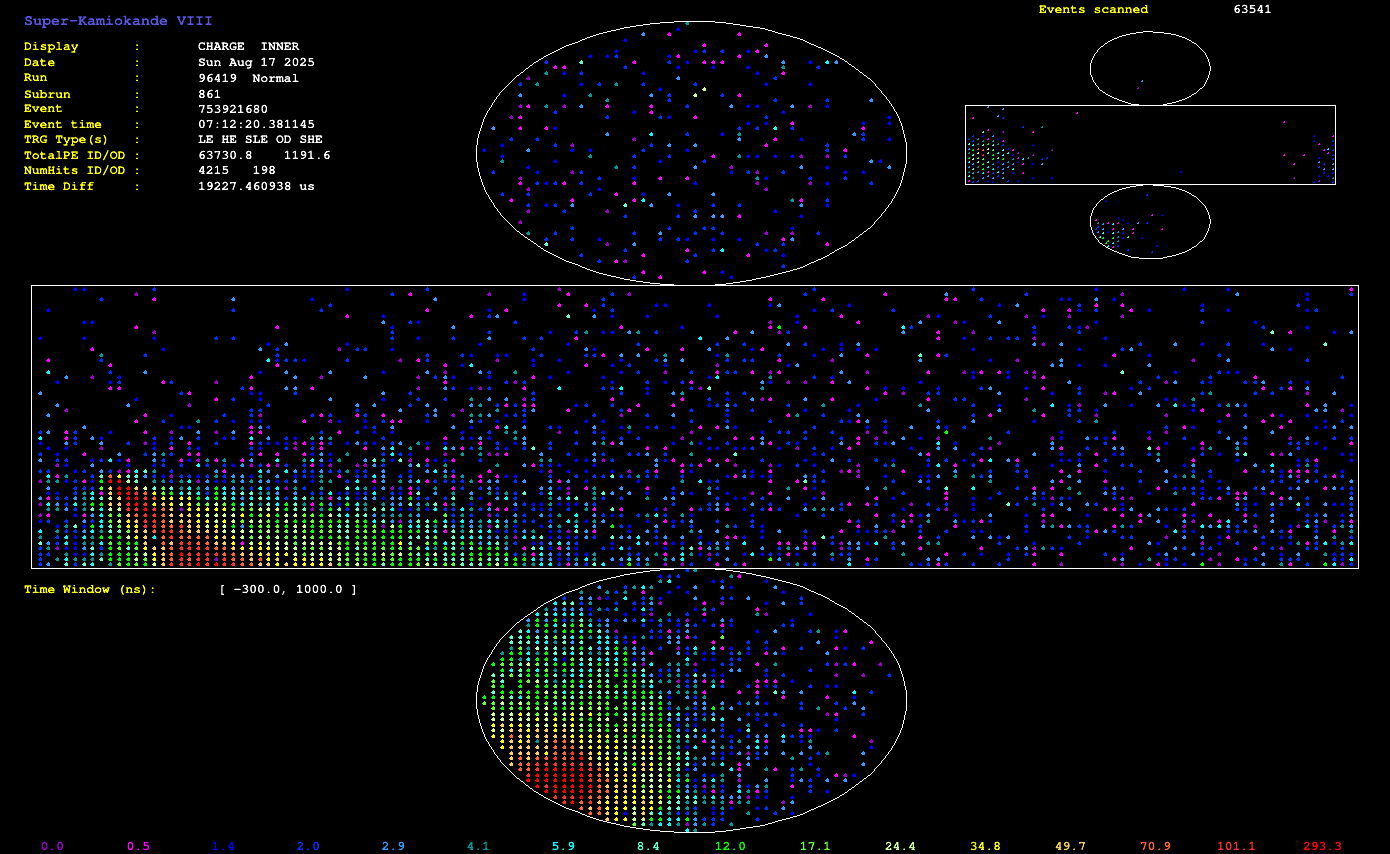 Super-Kamiokande VIII
Events scanned 63541
Display : CHARGE INNER
Date : Sun Aug 17 2025
Run : 96419 Normal
Subrun : 861
Event : 753921680
Event time : 07:12:20.381145
TRG Type(s) : LE HE SLE OD SHE
TotalPE ID/OD : 63730.8 1191.6
NumHits ID/OD : 4215 198
Time Diff : 19227.460938 us
Time Window (ns): [ -300.0, 1000.0 ]
0.0 0.5 1.4 2.0 2.9 4.1 5.9 8.4 12.0 17.1 24.4 34.8 49.7 70.9 101.1 293.3